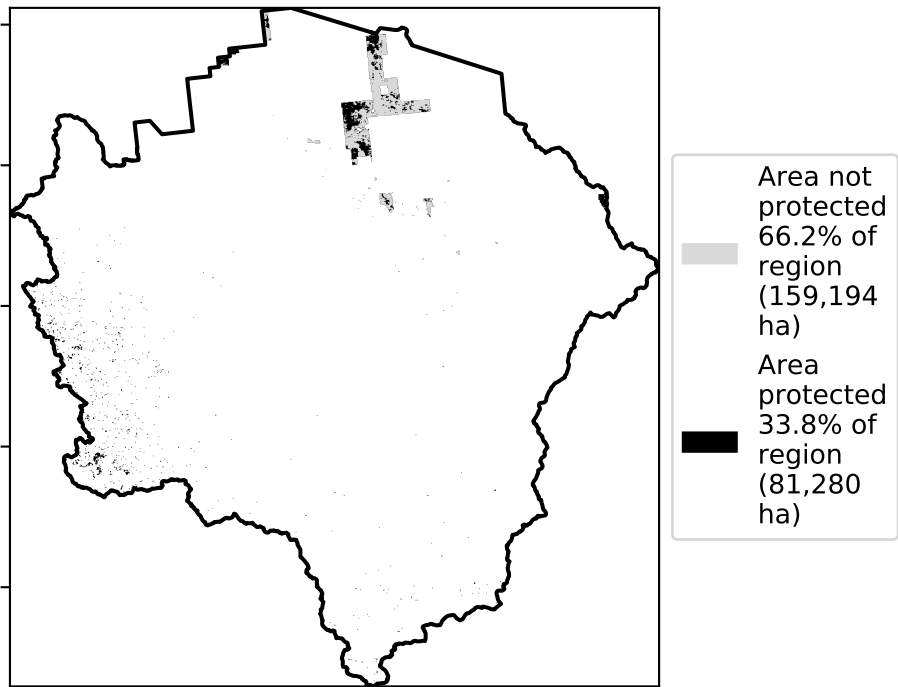 Area not
protected
66.2% of
region
(159,194
ha)
Area
protected
33.8% of
region
(81,280
ha)